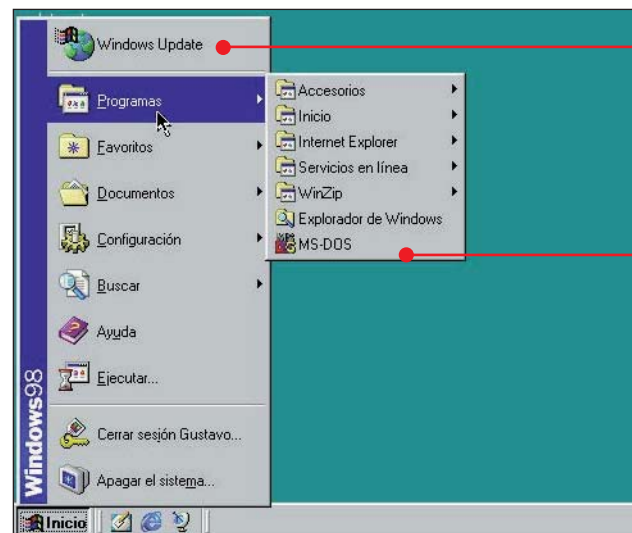 Windows Update
Programas
Favoritos
Documentos
Configuración
Buscar
Ayuda
Ejecutar...
Cerrar sesión Gustavo...
Apagar el sistema...
Accesorios
Inicio
Internet Explorer
Servicios en línea
WinZip
Explorador de Windows
MS-DOS
Windows98
Inicio